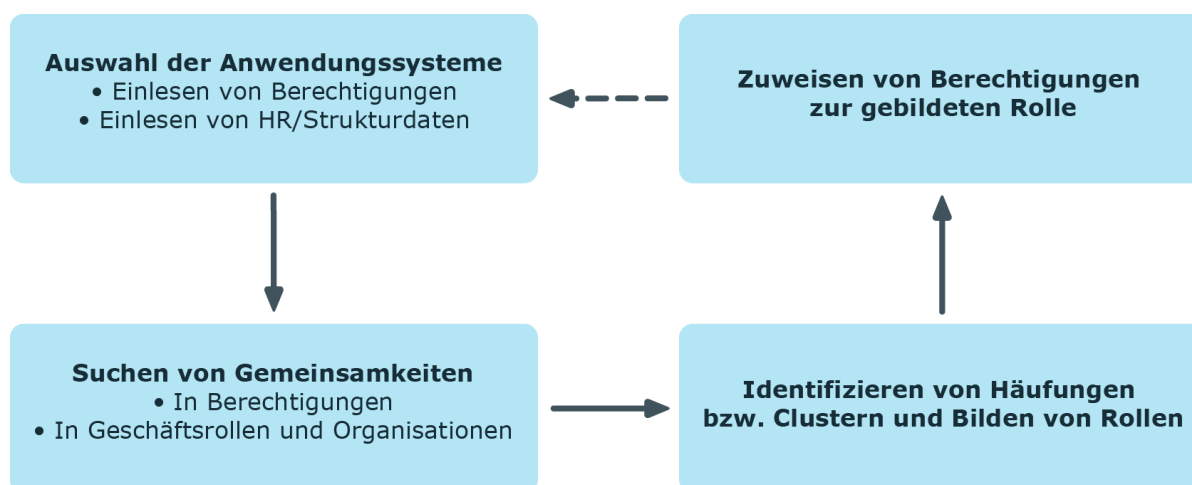 Auswahl der Anwendungssysteme
• Einlesen von Berechtigungen
• Einlesen von HR/Strukturdaten
Zuweisen von Berechtigungen
zur gebildeten Rolle
Suchen von Gemeinsamkeiten
• In Berechtigungen
• In Geschäftsrollen und Organisationen
Identifizieren von Häufungen
bzw. Clustern und Bilden von Rollen